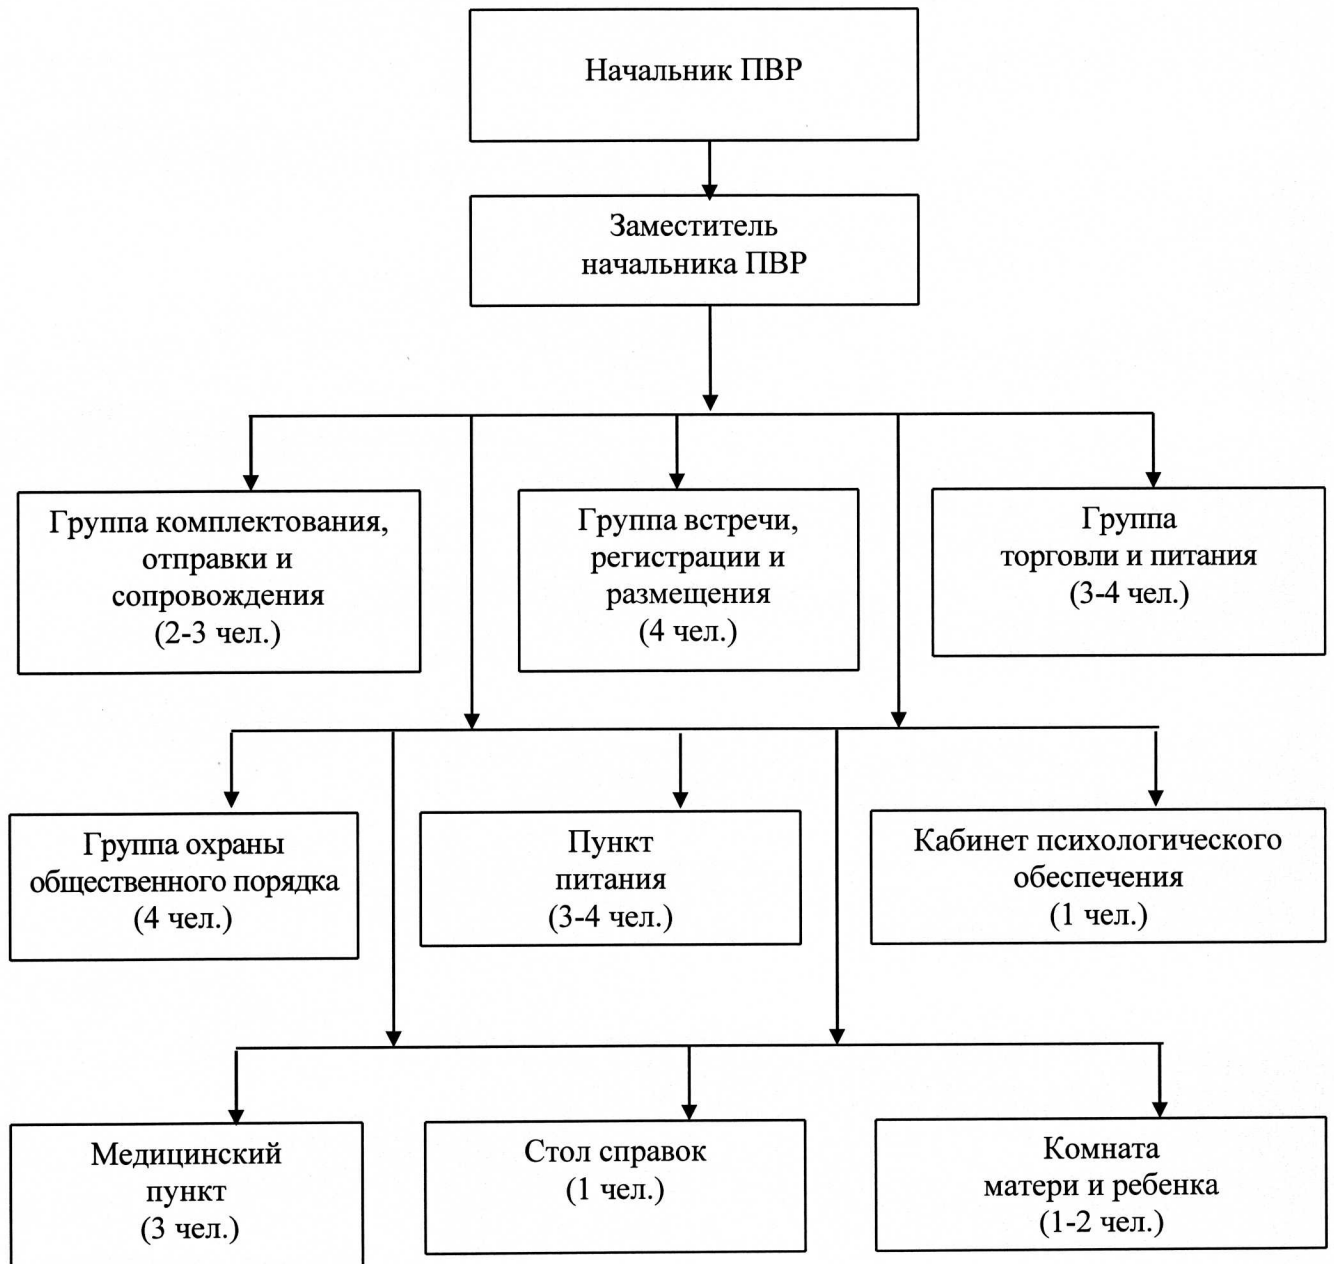 Начальник ПВР
Заместитель
начальника ПВР
Группа комплектования,
отправки и
сопровождения
(2-3 чел.)
Группа встречи,
регистрации и
размещения
(4 чел.)
Группа
торговли и питания
(3-4 чел.)
Группа охраны
общественного порядка
(4 чел.)
Пункт
питания
(3-4 чел.)
Кабинет психологического
обеспечения
(1 чел.)
Медицинский
пункт
(3 чел.)
Стол справок
(1 чел.)
Комната
матери и ребенка
(1-2 чел.)